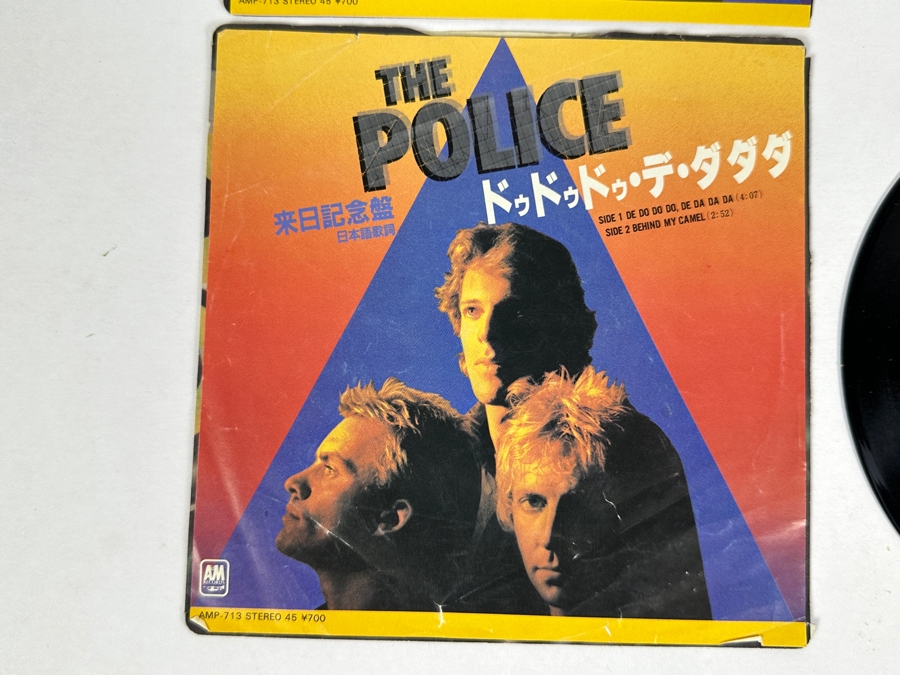 AMP-713 STEREO 45 ¥700
THE
POLICE
ドゥドゥドゥ・デ・ダダダ
来日記念盤
日本語歌詞
SIDE 1 DE DO DO DO, DE DA DA DA (4:07)
SIDE 2 BEHIND MY CAMEL (2:52)
AM
AMP-713 STEREO 45 ¥700